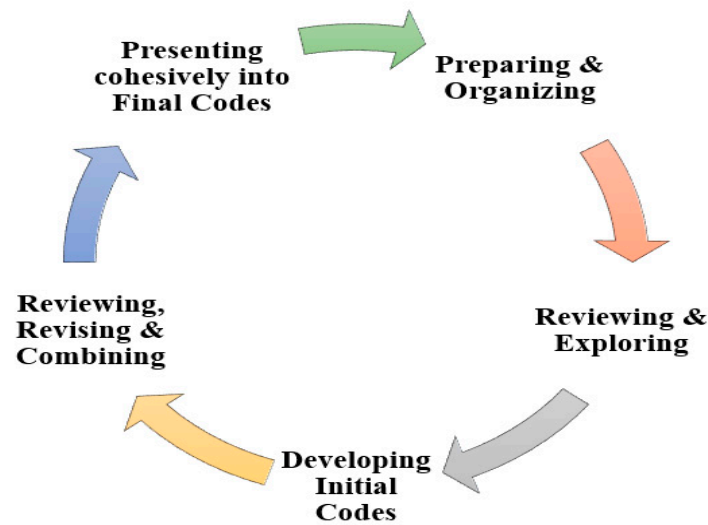 Presenting
cohesively into
Final Codes
Preparing &
Organizing
Reviewing &
Exploring
Developing
Initial
Codes
Reviewing,
Revising &
Combining